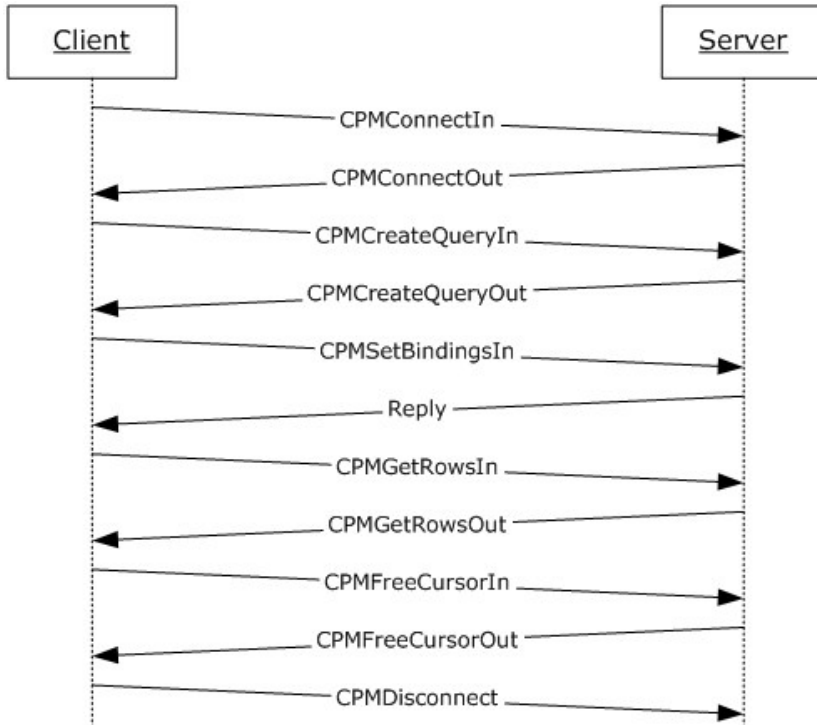 Client
Server
CPMConnectIn
CPMConnectOut
CPMCreateQueryIn
CPMCreateQueryOut
CPMSetBindingsIn
Reply
CPMGetRowsIn
CPMGetRowsOut
CPMFreeCursorIn
CPMFreeCursorOut
CPMDisconnect